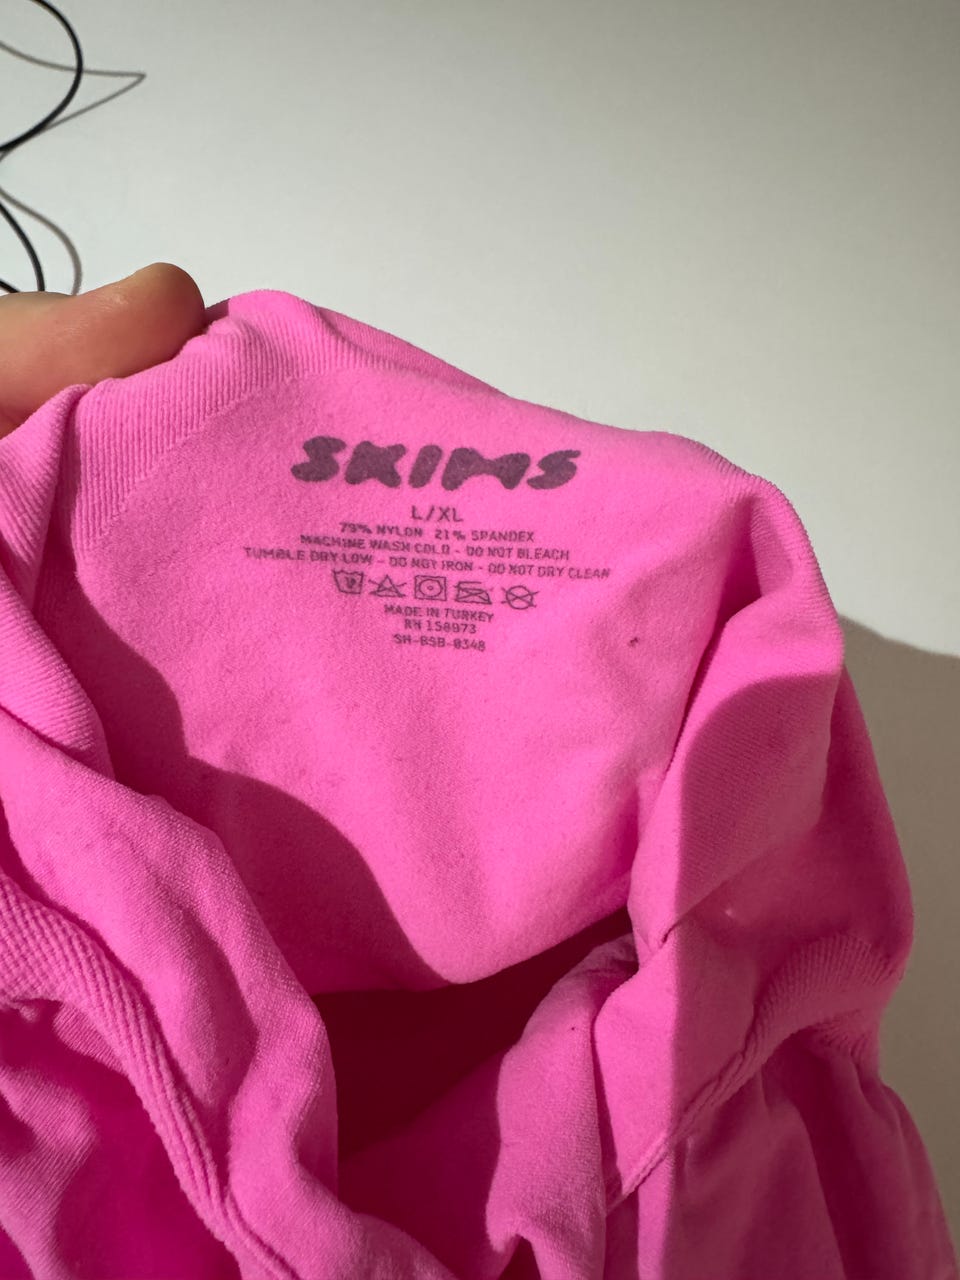 SKIMS
L/XL
79% NYLON 21% SPANDEX
MACHINE WASH COLD - DO NOT BLEACH
TUMBLE DRY LOW - DO NOT IRON - DO NOT DRY CLEAN
MADE IN TURKEY
RN 158973
SH-BSB-0348